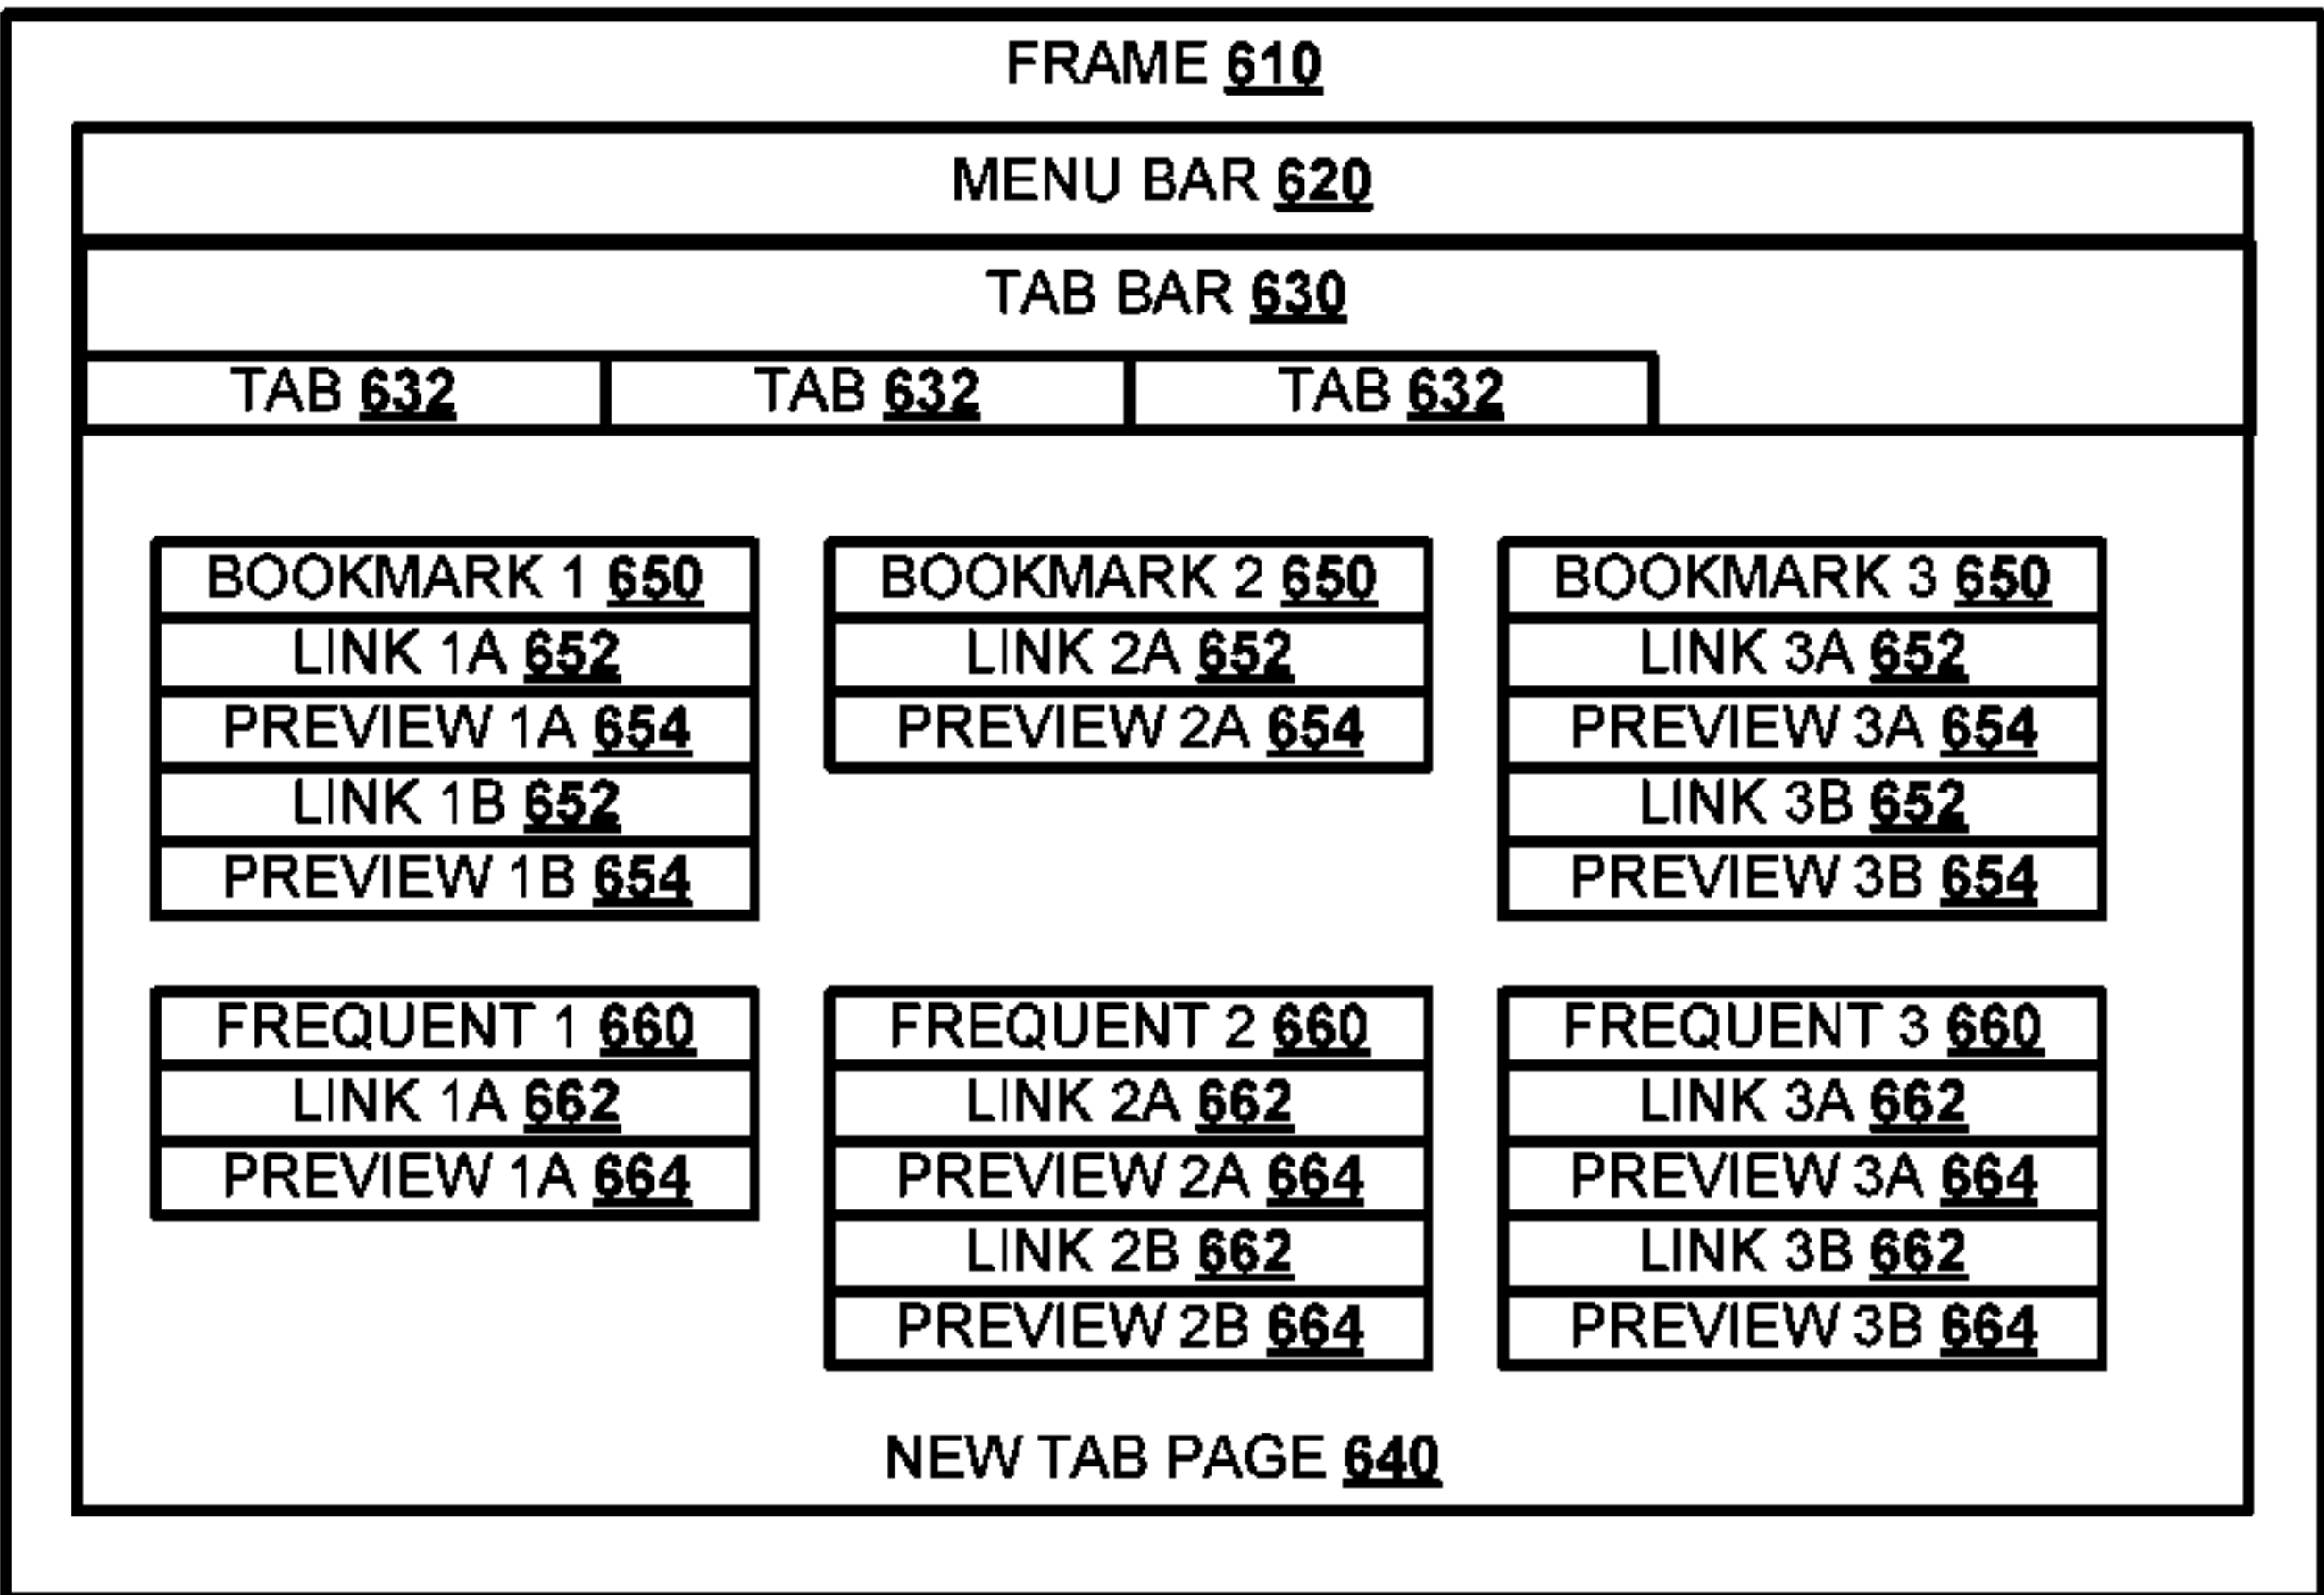 FRAME 610
MENU BAR 620
TAB BAR 630
TAB 632 TAB 632 TAB 632
BOOKMARK 1 650
LINK 1A 652
PREVIEW 1A 654
LINK 1B 652
PREVIEW 1B 654
BOOKMARK 2 650
LINK 2A 652
PREVIEW 2A 654
BOOKMARK 3 650
LINK 3A 652
PREVIEW 3A 654
LINK 3B 652
PREVIEW 3B 654
FREQUENT 1 660
LINK 1A 662
PREVIEW 1A 664
FREQUENT 2 660
LINK 2A 662
PREVIEW 2A 664
LINK 2B 662
PREVIEW 2B 664
FREQUENT 3 660
LINK 3A 662
PREVIEW 3A 664
LINK 3B 662
PREVIEW 3B 664
NEW TAB PAGE 640